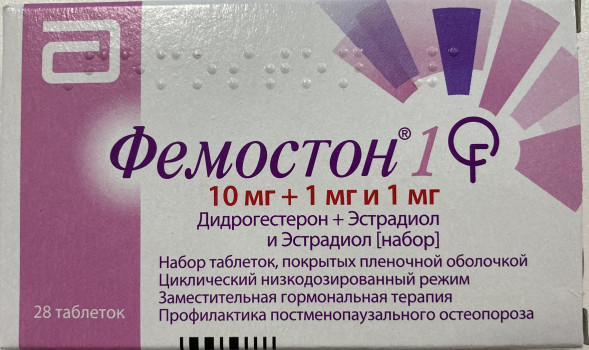 Фемостон® 1
10 мг + 1 мг и 1 мг
Дидрогестерон + Эстрадиол
и Эстрадиол [набор]
Набор таблеток, покрытых пленочной оболочкой
Циклический низкодозированный режим
Заместительная гормональная терапия
Профилактика постменопаузального остеопороза
28 таблеток